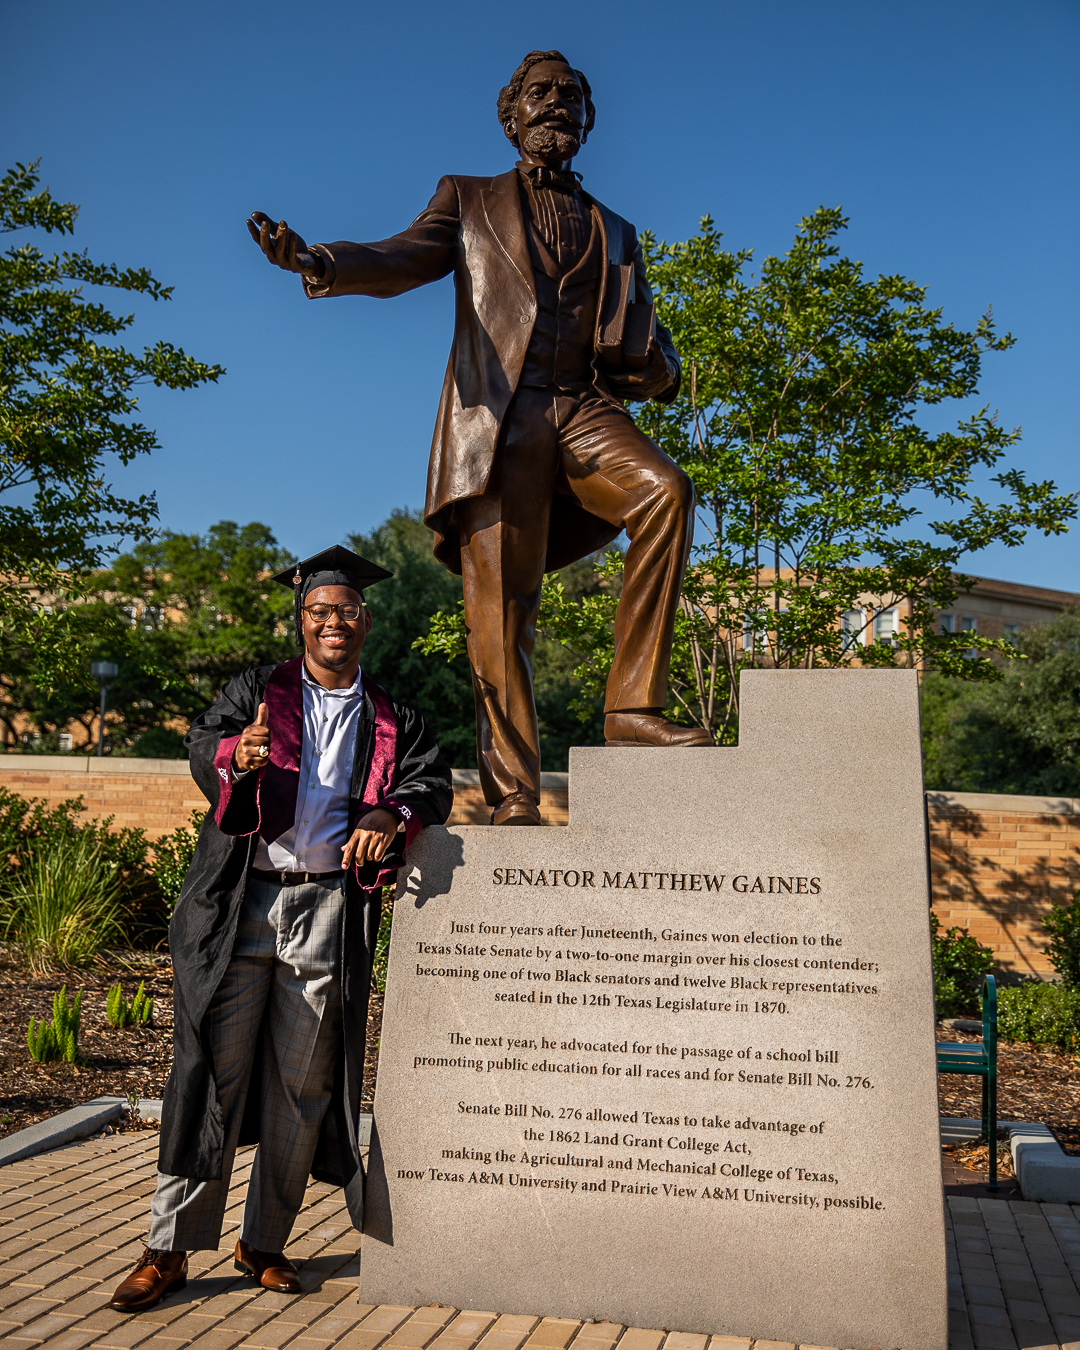 SENATOR MATTHEW GAINES
Just four years after Juneteenth, Gaines won election to the
Texas State Senate by a two-to-one margin over his closest contender;
becoming one of two Black senators and twelve Black representatives
seated in the 12th Texas Legislature in 1870.
The next year, he advocated for the passage of a school bill
promoting public education for all races and for Senate Bill No. 276.
Senate Bill No. 276 allowed Texas to take advantage of
the 1862 Land Grant College Act,
making the Agricultural and Mechanical College of Texas,
now Texas A&M University and Prairie View A&M University, possible.